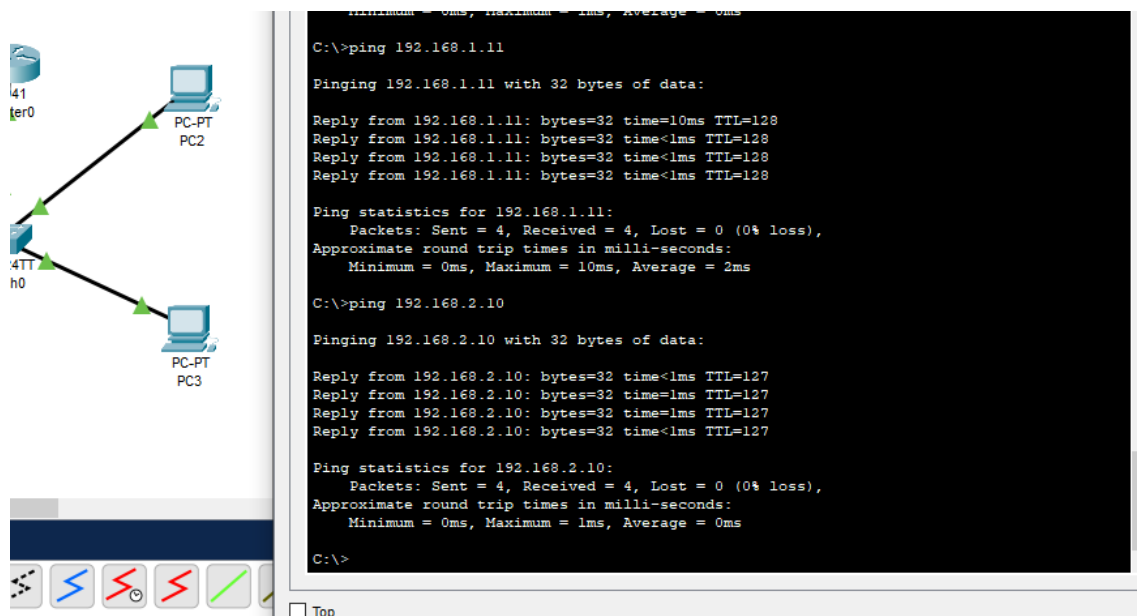 Minimum = 0ms, Maximum = 1ms, Average = 0ms
C:\>ping 192.168.1.11
Pinging 192.168.1.11 with 32 bytes of data:
Reply from 192.168.1.11: bytes=32 time=10ms TTL=128
Reply from 192.168.1.11: bytes=32 time<1ms TTL=128
Reply from 192.168.1.11: bytes=32 time<1ms TTL=128
Reply from 192.168.1.11: bytes=32 time<1ms TTL=128
Ping statistics for 192.168.1.11:
Packets: Sent = 4, Received = 4, Lost = 0 (0% loss),
Approximate round trip times in milli-seconds:
Minimum = 0ms, Maximum = 10ms, Average = 2ms
C:\>ping 192.168.2.10
Pinging 192.168.2.10 with 32 bytes of data:
Reply from 192.168.2.10: bytes=32 time<1ms TTL=127
Reply from 192.168.2.10: bytes=32 time=1ms TTL=127
Reply from 192.168.2.10: bytes=32 time=1ms TTL=127
Reply from 192.168.2.10: bytes=32 time<1ms TTL=127
Ping statistics for 192.168.2.10:
Packets: Sent = 4, Received = 4, Lost = 0 (0% loss),
Approximate round trip times in milli-seconds:
Minimum = 0ms, Maximum = 1ms, Average = 0ms
C:\>
41
ter0
PC-PT
PC2
4TT
h0
PC-PT
PC3
Top